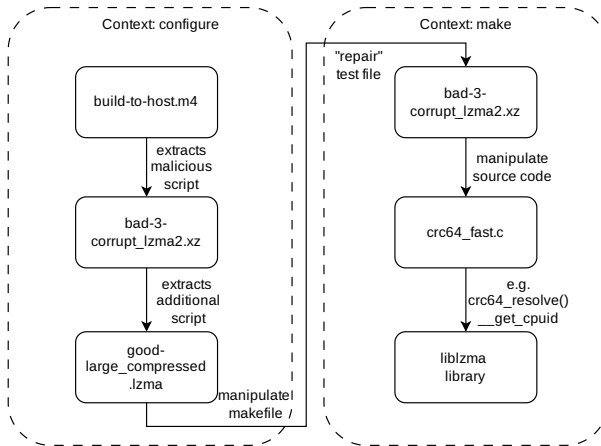 Context: configure
build-to-host.m4
extracts
malicious
script
bad-3-
corrupt_lzma2.xz
extracts
additional
script
good-
large_compressed
.lzma
manipulate
makefile
Context: make
"repair"
test file
bad-3-
corrupt_lzma2.xz
manipulate
source code
crc64_fast.c
e.g.
crc64_resolve()
__get_cpuid
liblzma
library